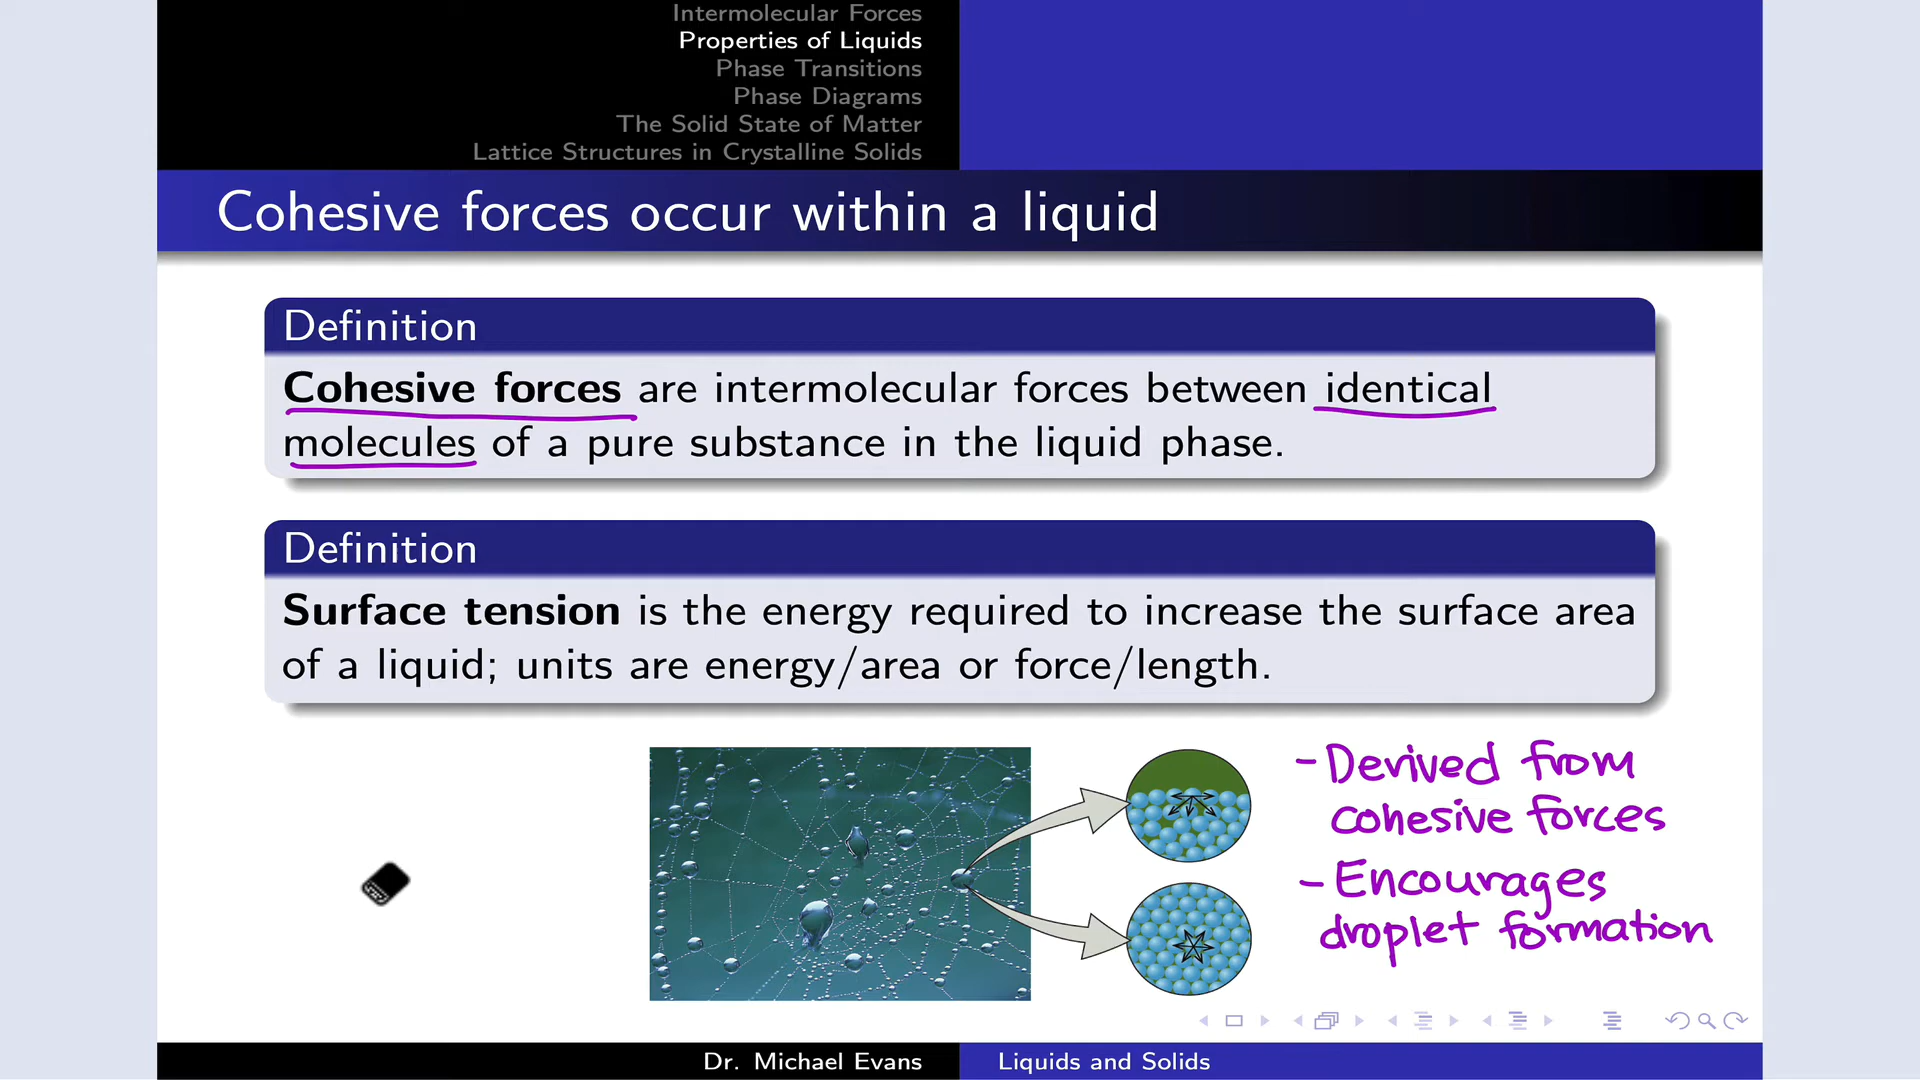 Intermolecular Forces
Properties of Liquids
Phase Transitions
Phase Diagrams
The Solid State of Matter
Lattice Structures in Crystalline Solids
Cohesive forces occur within a liquid
Definition
Cohesive forces are intermolecular forces between identical
molecules of a pure substance in the liquid phase.
Definition
Surface tension is the energy required to increase the surface area
of a liquid; units are energy/area or force/length.
- Derived from
cohesive forces
- Encourages
droplet formation
Dr. Michael Evans
Liquids and Solids